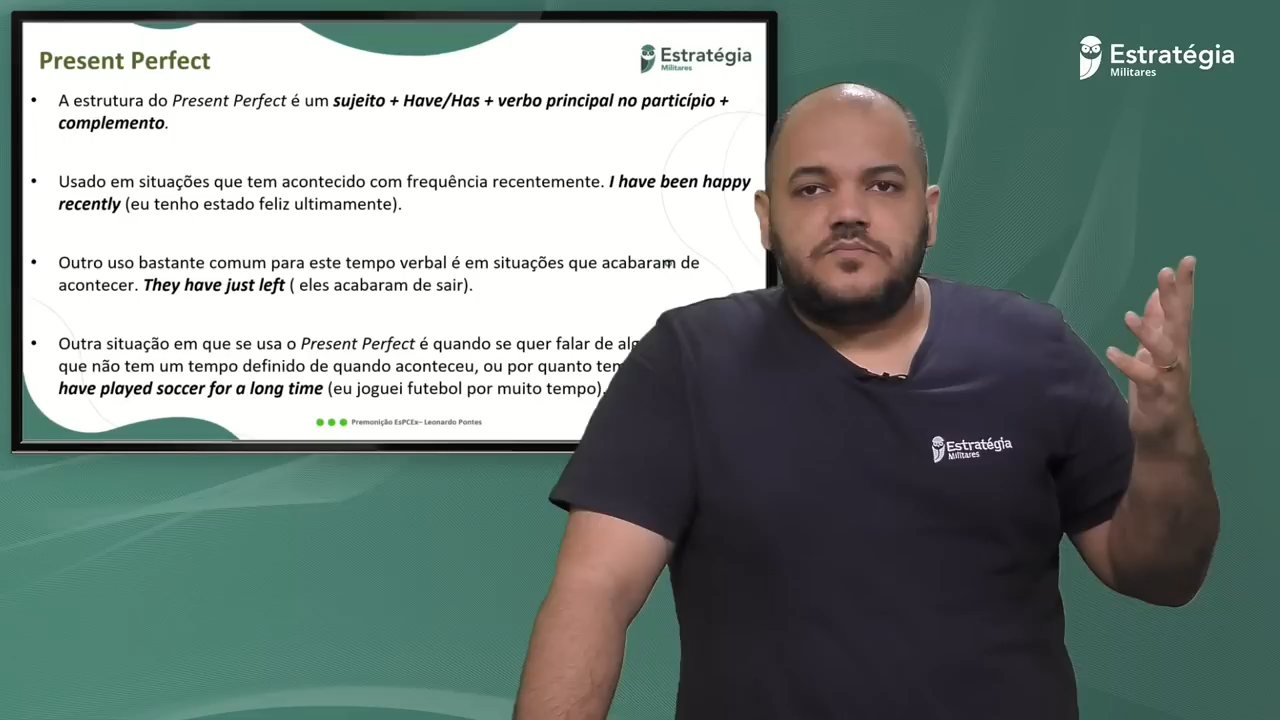 Present Perfect
Estratégia
Militares
• A estrutura do Present Perfect é um sujeito + Have/Has + verbo principal no particípio +
complemento.
• Usado em situações que tem acontecido com frequência recentemente. I have been happy
recently (eu tenho estado feliz ultimamente).
• Outro uso bastante comum para este tempo verbal é em situações que acabaram de
acontecer. They have just left ( eles acabaram de sair).
• Outra situação em que se usa o Present Perfect é quando se quer falar de
que não tem um tempo definido de quando aconteceu, ou por quanto
have played soccer for a long time (eu joguei futebol por muito tempo).
Premonição EsPCEx– Leonardo Pontes
Estratégia
Militares
Estratégia
Militares